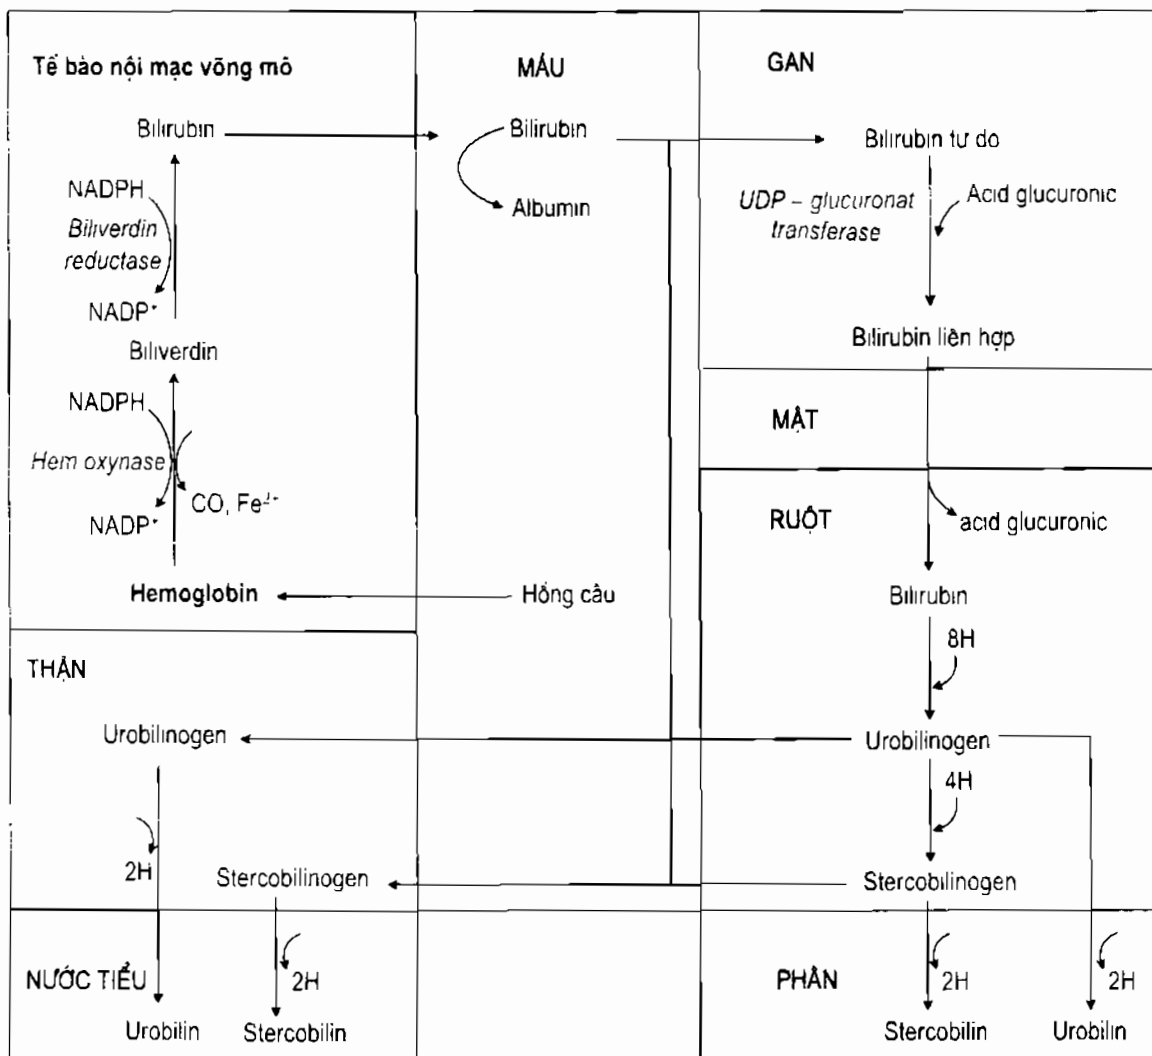 Tế bào nội mạc võng mô
Bilirubin
NADPH
Biliverdin
reductase
NADP⁺
Biliverdin
NADPH
Hem oxynase
CO, Fe³⁺
NADP⁺
Hemoglobin
MÁU
Bilirubin
Albumin
Hồng cầu
GAN
Bilirubin tự do
UDP – glucuronat
transferase
Acid glucuronic
Bilirubin liên hợp
MẬT
RUỘT
acid glucuronic
Bilirubin
8H
Urobilinogen
4H
Stercobilinogen
THẬN
Urobilinogen
2H
Stercobilinogen
NƯỚC TIỂU
2H
Urobilin
Stercobilin
PHÂN
2H
2H
Stercobilin
Urobilin